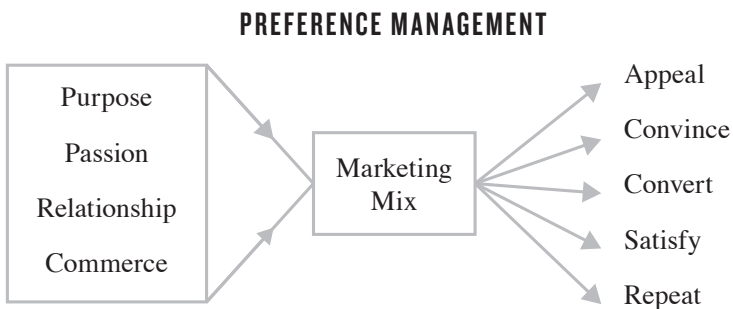 PREFERENCE MANAGEMENT
Purpose
Passion
Relationship
Commerce
Marketing
Mix
Appeal
Convince
Convert
Satisfy
Repeat